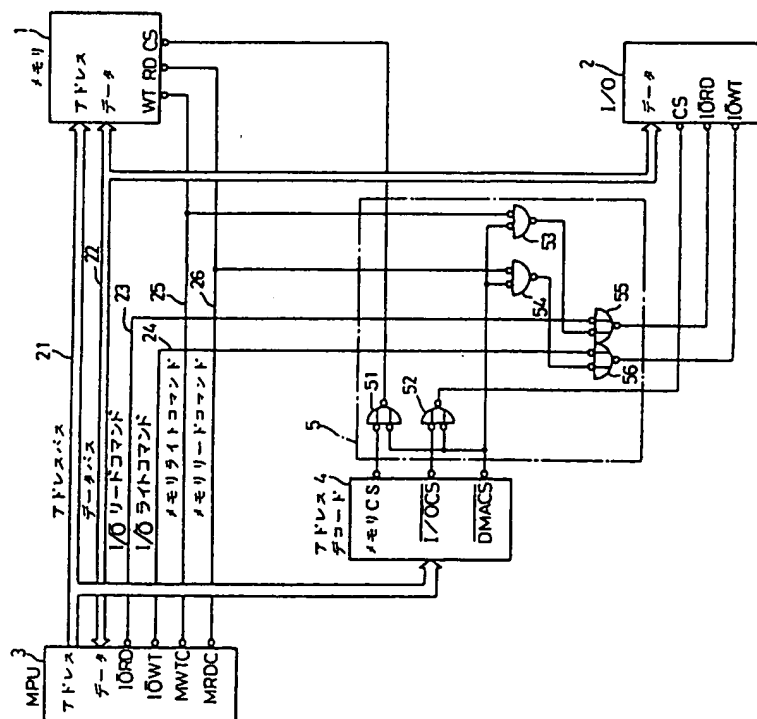 MPU
3
アドレス
データ
IORD
IOWT
MWTC
MRDC
アドレスバス
21
データバス
22
I/O リードコマンド
23
I/O ライトコマンド
24
メモリライトコマンド
25
メモリリードコマンド
26
メモリ
1
アドレス
データ
WT RD CS
アドレス
デコード
4
メモリCS
I/OCS
DMACS
5
51
52
53
54
55
56
I/O
2
データ
CS
IORD
IOWT